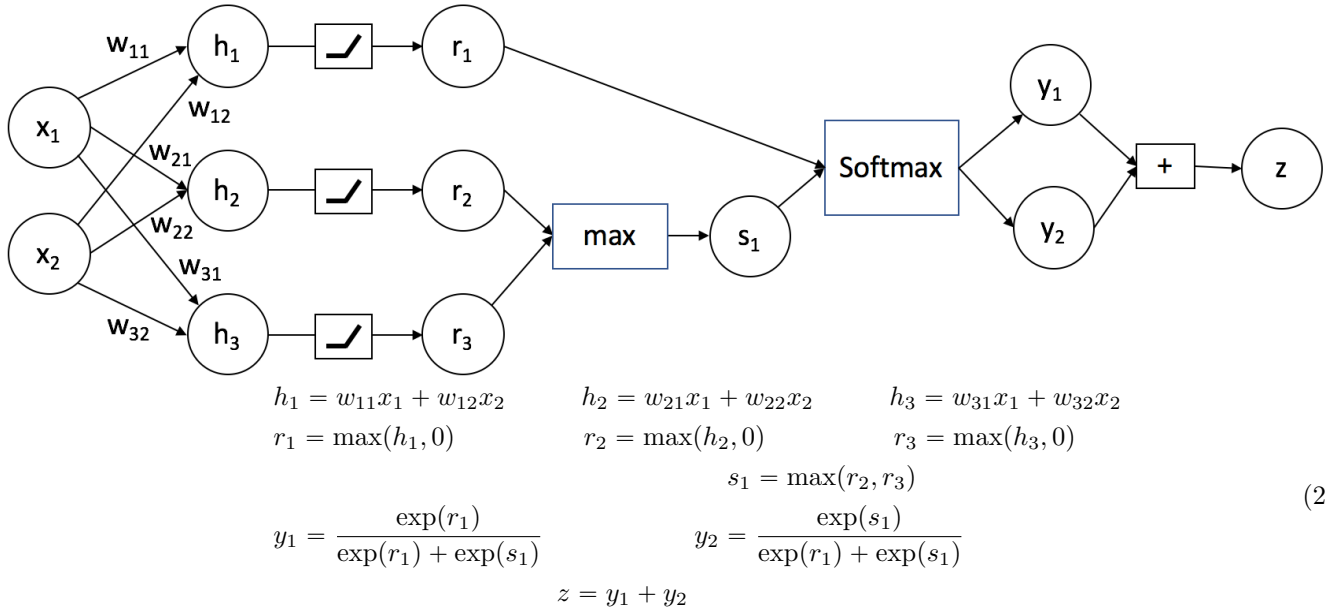 w₁₁ h₁ r₁
w₁₂
x₁
w₂₁ h₂ r₂
w₂₂
x₂
w₃₁
w₃₂ h₃ r₃
max s₁
Softmax
y₁
y₂
+ z
h₁ = w₁₁x₁ + w₁₂x₂ h₂ = w₂₁x₁ + w₂₂x₂ h₃ = w₃₁x₁ + w₃₂x₂
r₁ = max(h₁, 0) r₂ = max(h₂, 0) r₃ = max(h₃, 0)
s₁ = max(r₂, r₃)
(2
y₁ = exp(r₁) / (exp(r₁) + exp(s₁)) y₂ = exp(s₁) / (exp(r₁) + exp(s₁))
z = y₁ + y₂